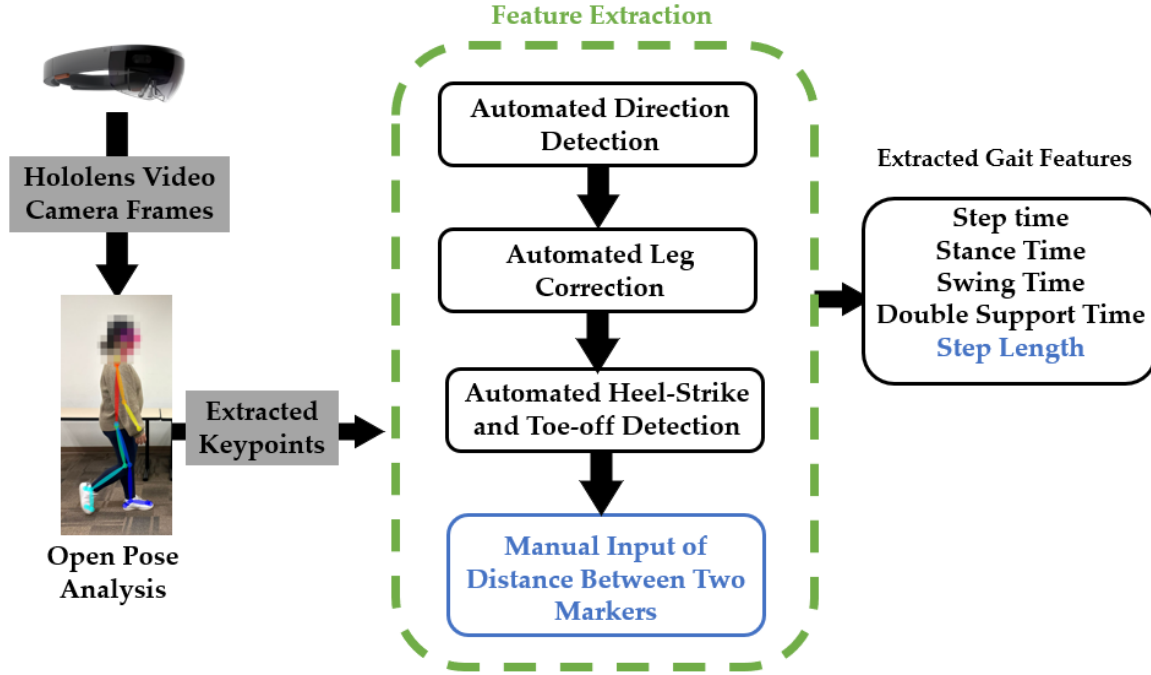 Feature Extraction
Hololens Video
Camera Frames
Open Pose
Analysis
Extracted
Keypoints
Automated Direction
Detection
Automated Leg
Correction
Automated Heel-Strike
and Toe-off Detection
Manual Input of
Distance Between Two
Markers
Extracted Gait Features
Step time
Stance Time
Swing Time
Double Support Time
Step Length